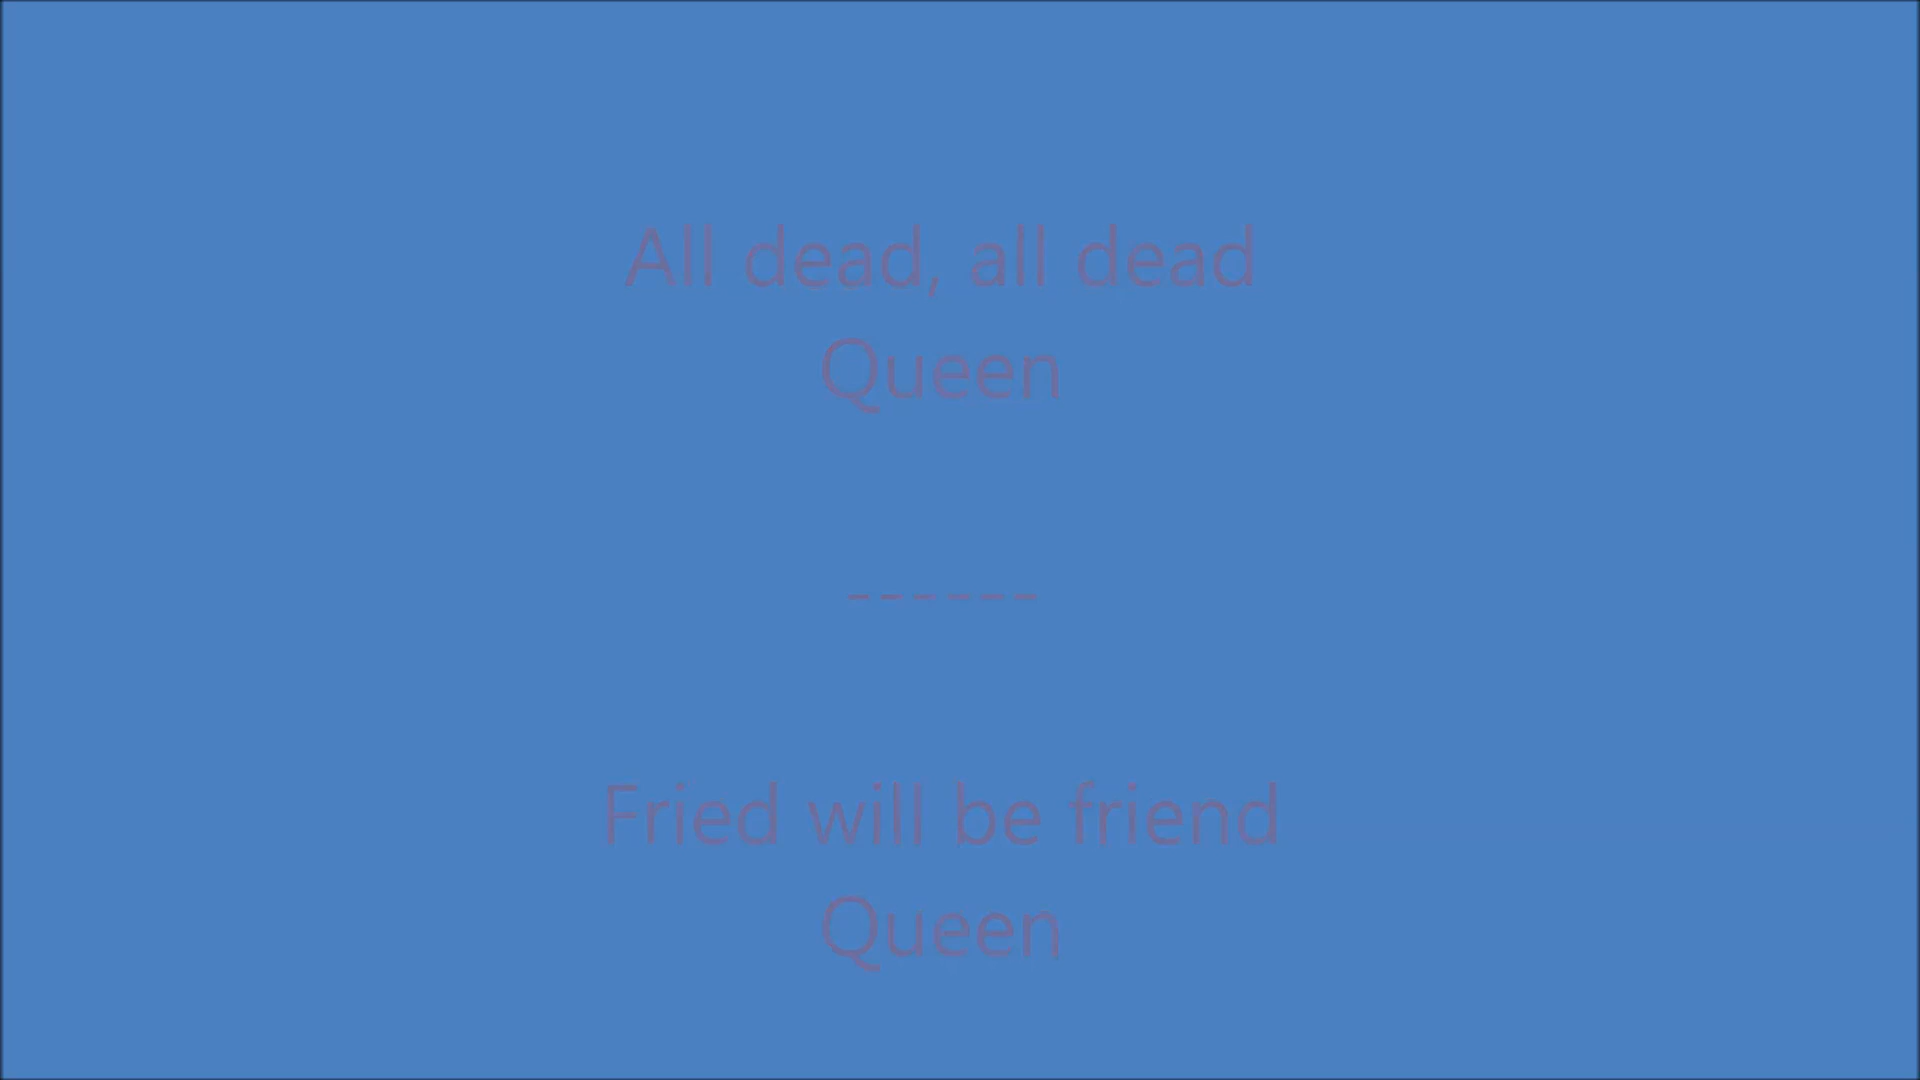 All dead, all dead
Queen
------
Fried will be friend
Queen